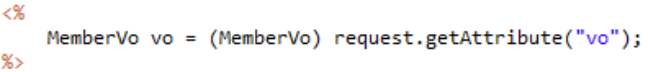 <%
    MemberVo vo = (MemberVo) request.getAttribute("vo");
%>